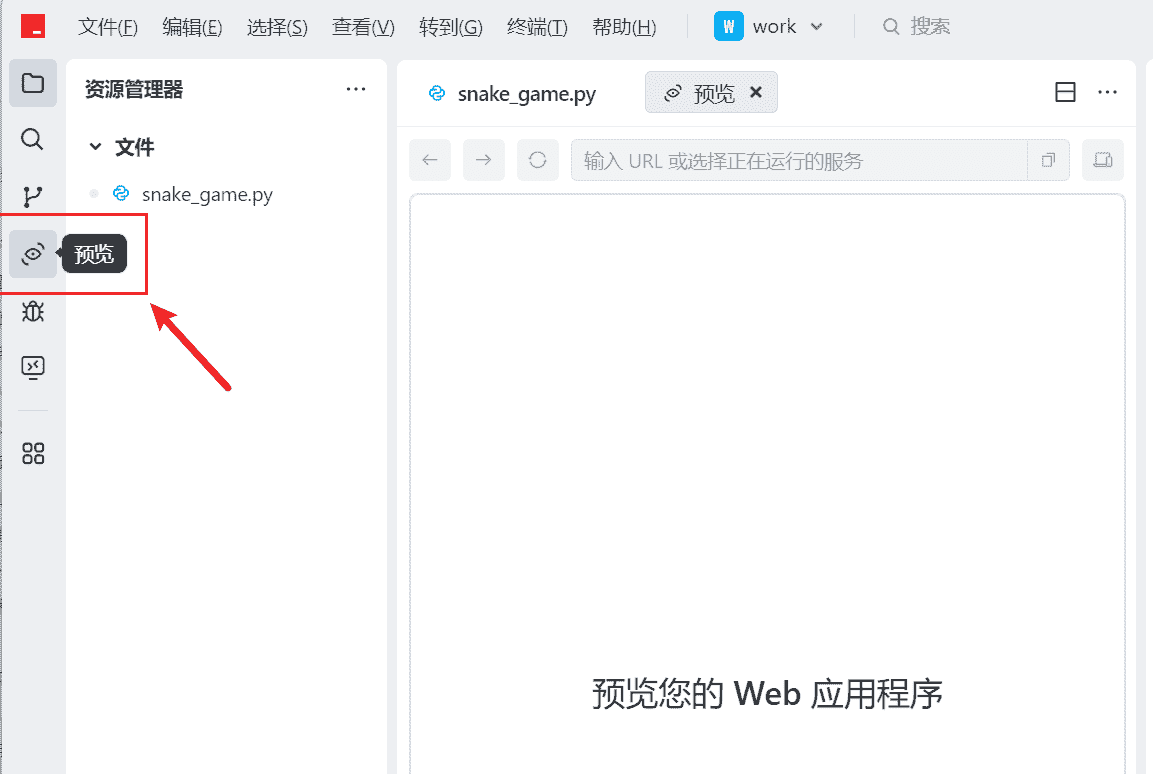 文件(F) 编辑(E) 选择(S) 查看(V) 转到(G) 终端(T) 帮助(H) W work 搜索
资源管理器 ···
snake_game.py 预览 ×
文件
输入 URL 或选择正在运行的服务
snake_game.py
预览
预览您的 Web 应用程序